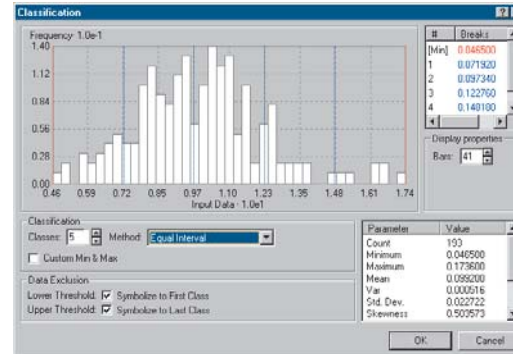 Classification
Frequency 1.0e-1
1.40
1.12
0.84
0.56
0.28
0.00
0.46 0.59 0.72 0.85 0.97 1.10 1.23 1.35 1.48 1.61 1.74
Input Data - 1.0e1
# Breaks
[Min] 0.046500
1 0.071920
2 0.097340
3 0.122760
4 0.148180
Display properties
Bars: 41
Classification
Classes: 5 Method: Equal Interval
Custom Min & Max
Data Exclusion
Lower Threshold: Symbolize to First Class
Upper Threshold: Symbolize to Last Class
Parameter Value
Count 193
Minimum 0.046500
Maximum 0.173600
Mean 0.099200
Var 0.000516
Std. Dev. 0.022722
Skewness 0.503573
OK Cancel